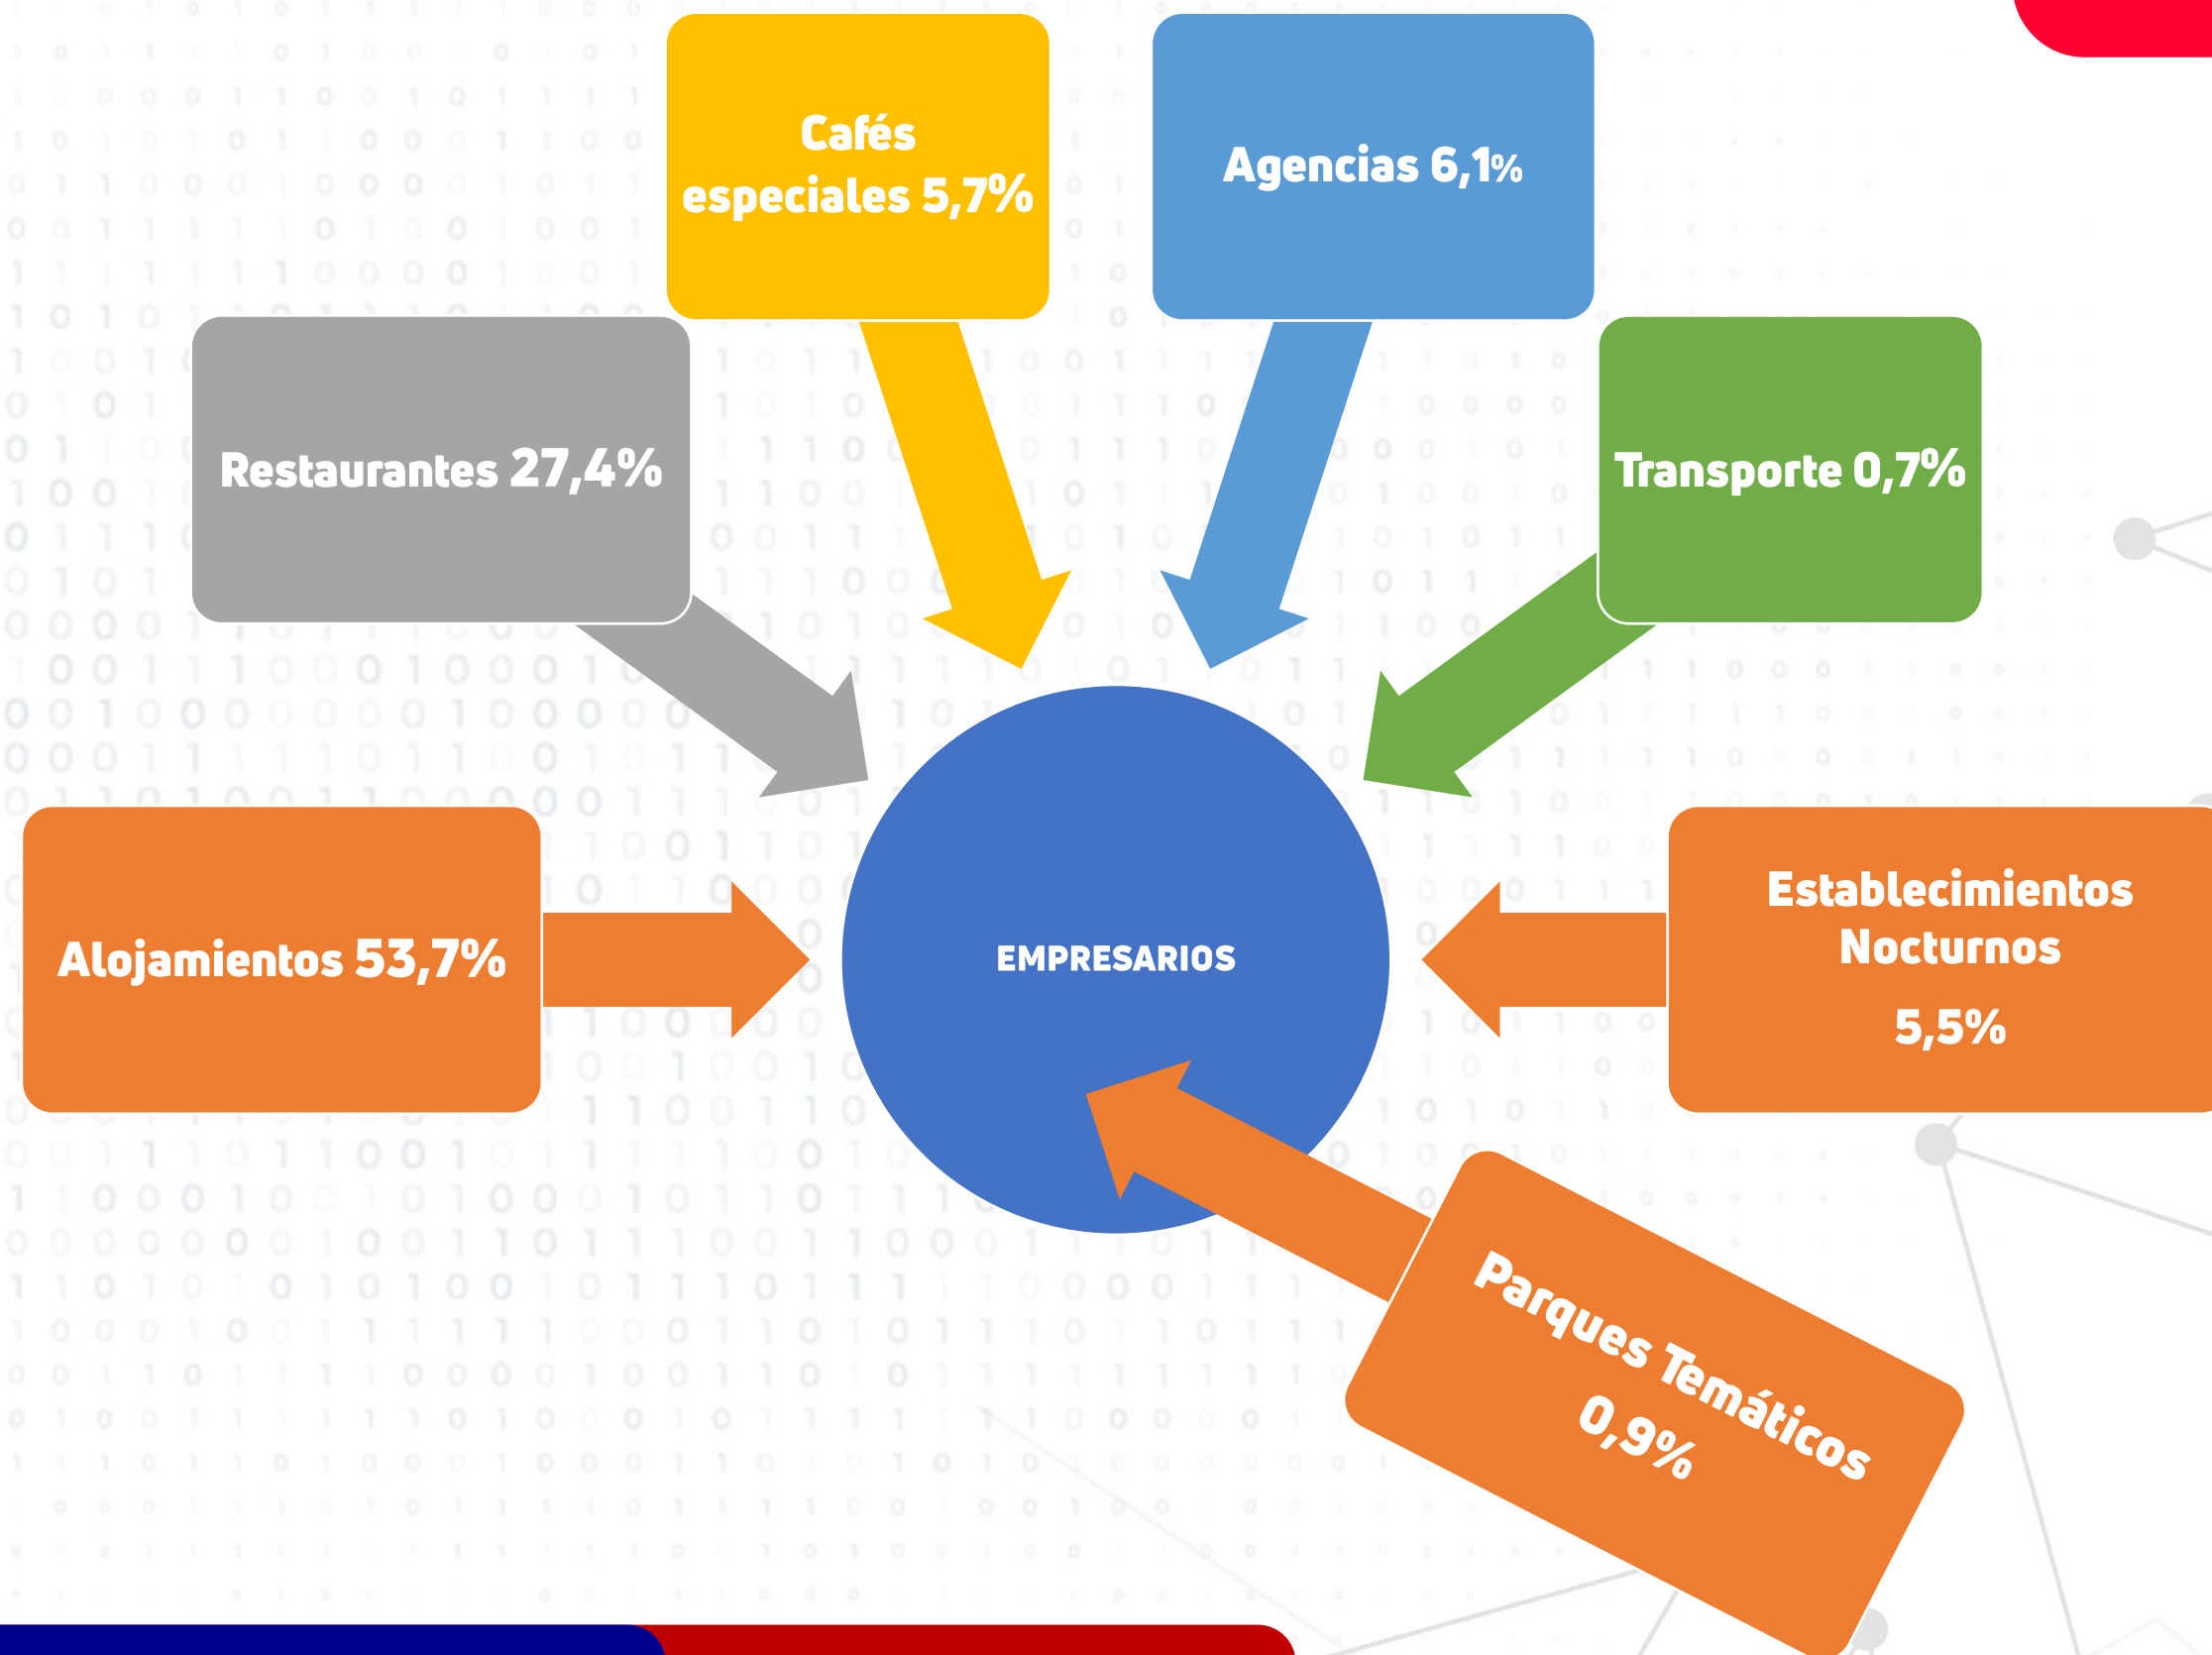 Cafés
especiales 5,7%
Agencias 6,1%
Restaurantes 27,4%
Transporte 0,7%
Alojamientos 53,7%
EMPRESARIOS
Establecimientos
Nocturnos
5,5%
Parques Temáticos
0,9%